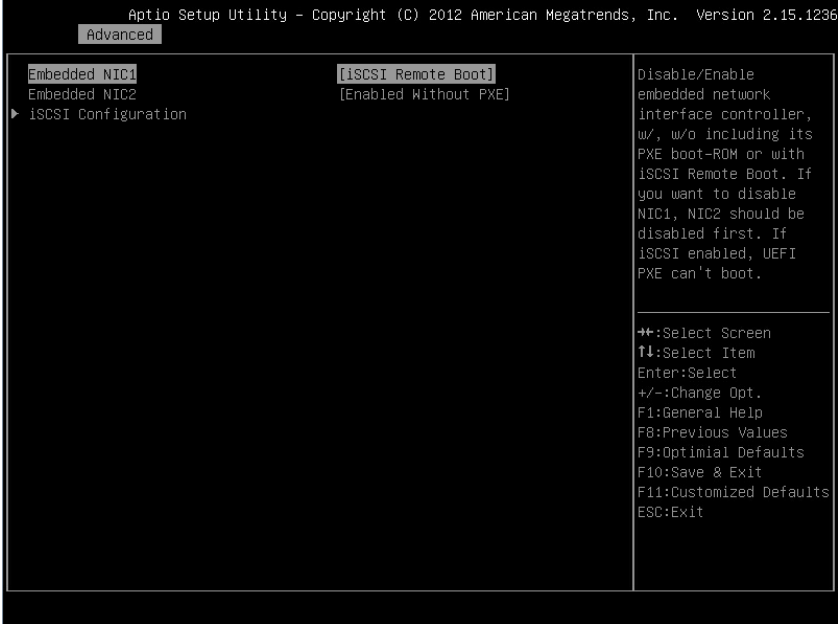 Aptio Setup Utility – Copyright (C) 2012 American Megatrends, Inc. Version 2.15.1236
Advanced
Embedded NIC1 [iSCSI Remote Boot]
Embedded NIC2 [Enabled Without PXE]
▶ iSCSI Configuration
Disable/Enable
embedded network
interface controller,
w/, w/o including its
PXE boot-ROM or with
iSCSI Remote Boot. If
you want to disable
NIC1, NIC2 should be
disabled first. If
iSCSI enabled, UEFI
PXE can't boot.
→←:Select Screen
↑↓:Select Item
Enter:Select
+/-:Change Opt.
F1:General Help
F8:Previous Values
F9:Optimial Defaults
F10:Save & Exit
F11:Customized Defaults
ESC:Exit